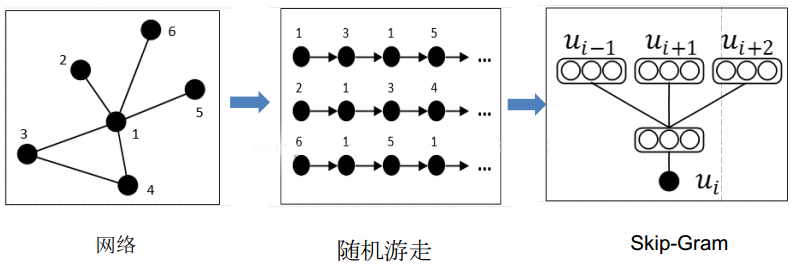 6
2
5
1
3
4
1 3 1 5
...
2 1 3 4
...
6 1 5 1
...
u_{i-1} u_{i+1} u_{i+2}
u_i
网络
随机游走
Skip-Gram